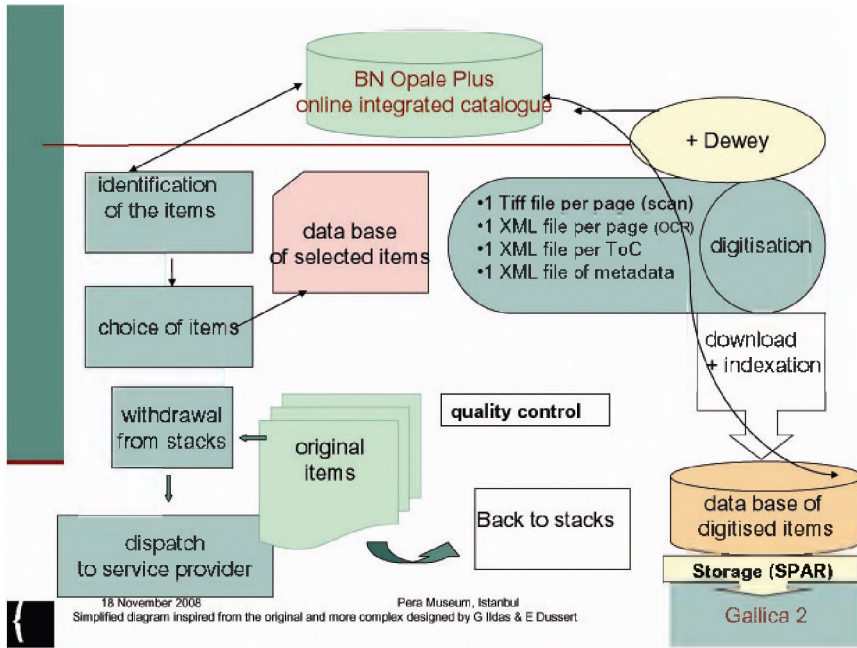 BN Opale Plus
online integrated catalogue
+ Dewey
identification
of the items
data base
of selected items
•1 Tiff file per page (scan)
•1 XML file per page (OCR)
•1 XML file per ToC
•1 XML file of metadata
digitisation
choice of items
download
+ indexation
withdrawal
from stacks
original
items
quality control
Back to stacks
data base of
digitised items
dispatch
to service provider
Storage (SPAR)
Gallica 2
18 November 2008
Pera Museum, Istanbul
Simplified diagram inspired from the original and more complex designed by G Ildas & E Dussert
{